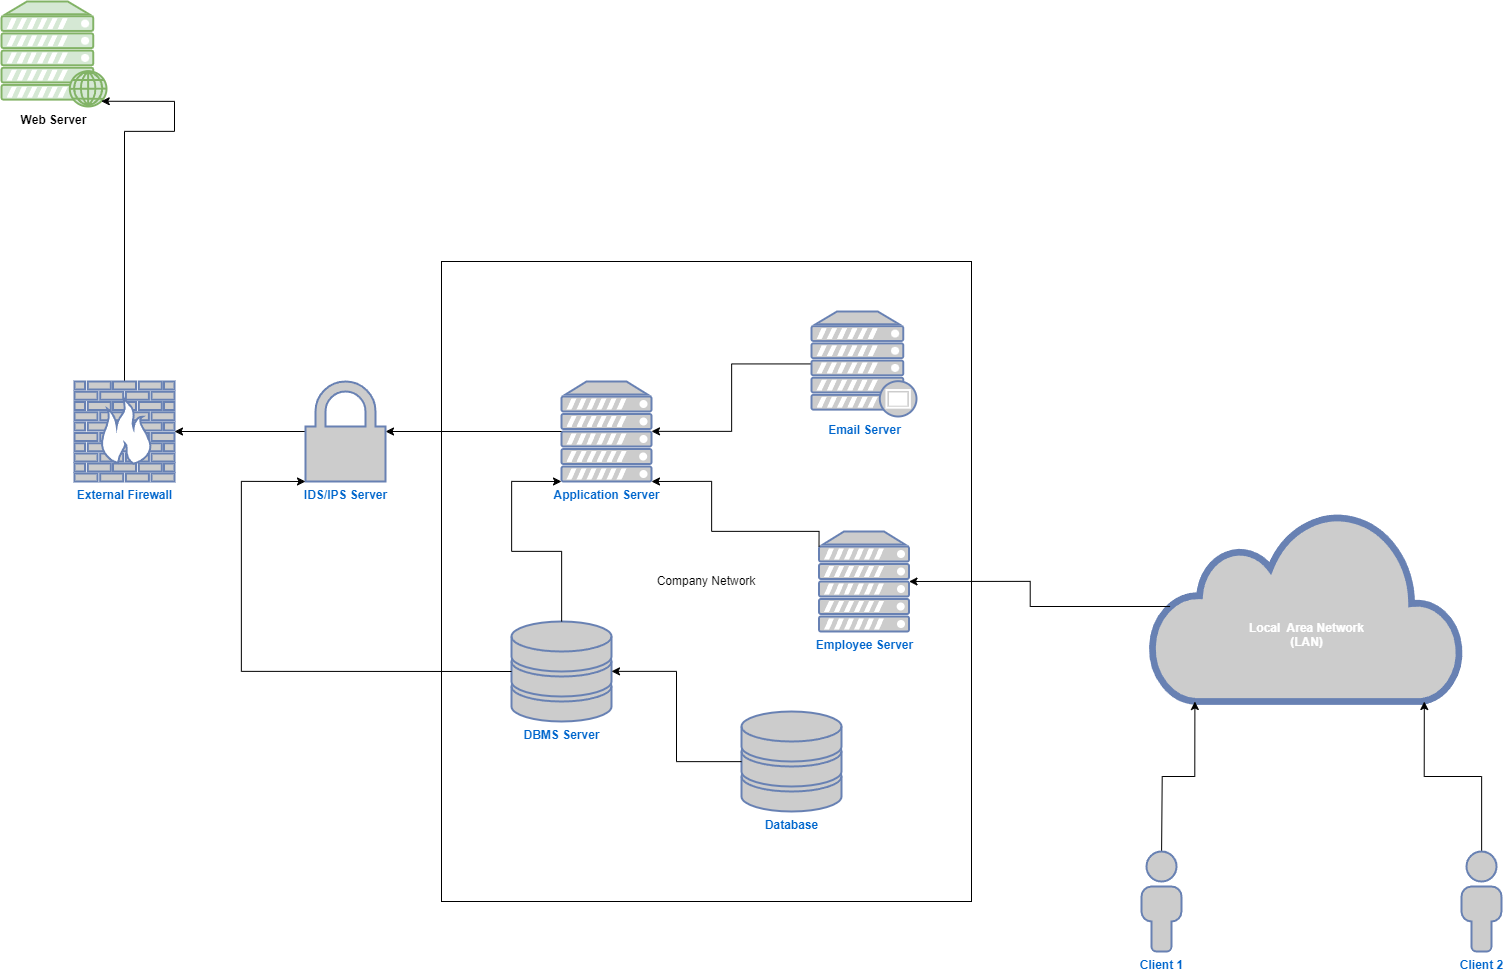 Web Server
Email Server
External Firewall
IDS/IPS Server
Application Server
Company Network
Local Area Network
(LAN)
Employee Server
DBMS Server
Database
Client 1
Client 2